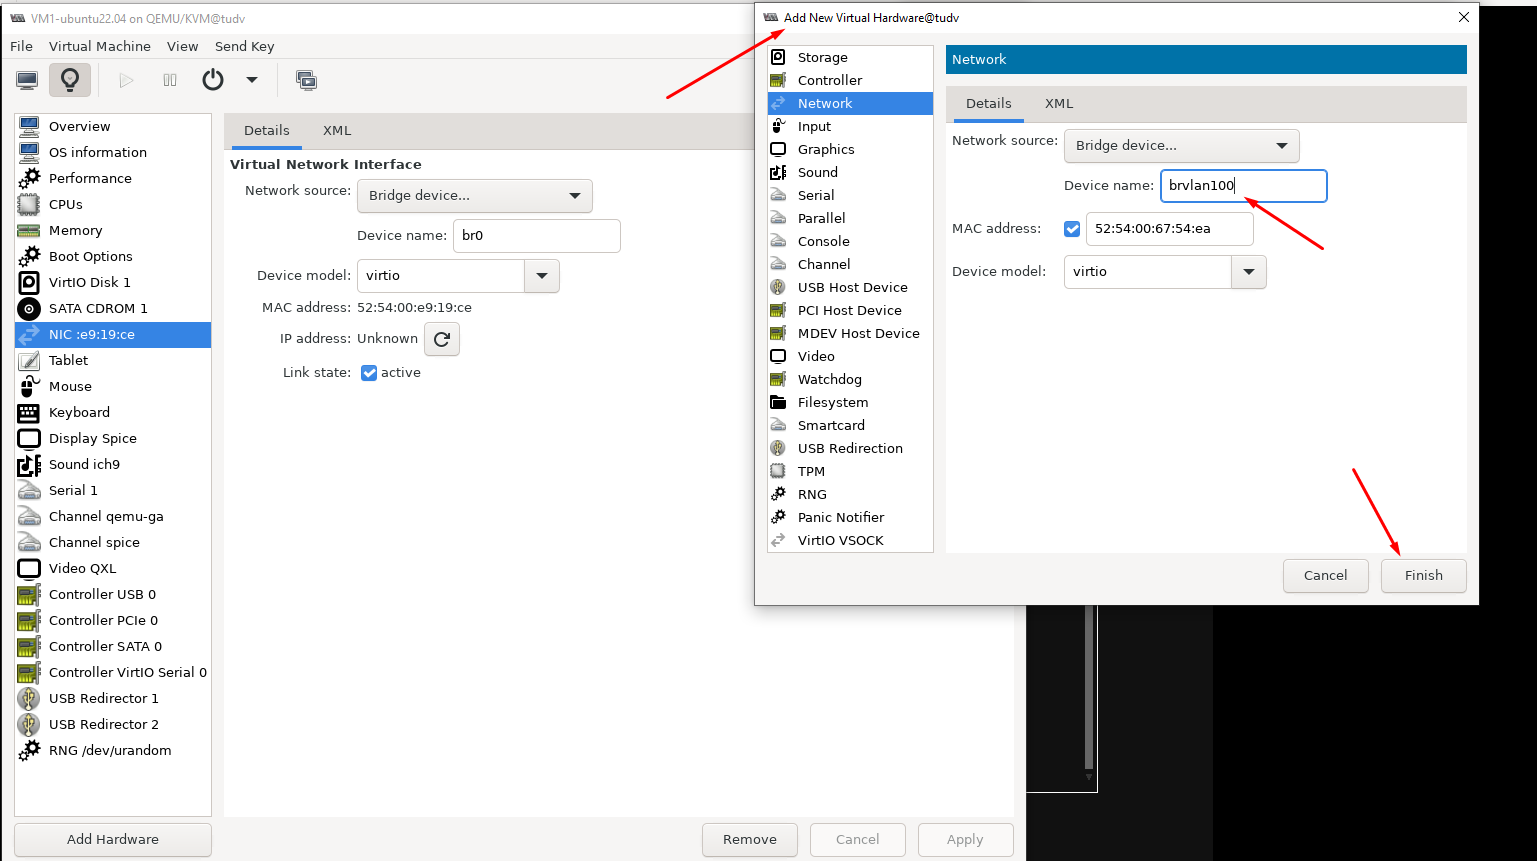 VM1-ubuntu22.04 on QEMU/KVM@tudv
File Virtual Machine View Send Key
Overview
OS information
Performance
CPUs
Memory
Boot Options
VirtIO Disk 1
SATA CDROM 1
NIC :e9:19:ce
Tablet
Mouse
Keyboard
Display Spice
Sound ich9
Serial 1
Channel qemu-ga
Channel spice
Video QXL
Controller USB 0
Controller PCIe 0
Controller SATA 0
Controller VirtIO Serial 0
USB Redirector 1
USB Redirector 2
RNG /dev/urandom
Add Hardware
Details XML
Virtual Network Interface
Network source: Bridge device...
Device name: br0
Device model: virtio
MAC address: 52:54:00:e9:19:ce
IP address: Unknown
Link state: active
Remove Cancel Apply
Add New Virtual Hardware@tudv
Storage
Controller
Network
Input
Graphics
Sound
Serial
Parallel
Console
Channel
USB Host Device
PCI Host Device
MDEV Host Device
Video
Watchdog
Filesystem
Smartcard
USB Redirection
TPM
RNG
Panic Notifier
VirtIO VSOCK
Network
Details XML
Network source: Bridge device...
Device name: brvlan100
MAC address: 52:54:00:67:54:ea
Device model: virtio
Cancel Finish